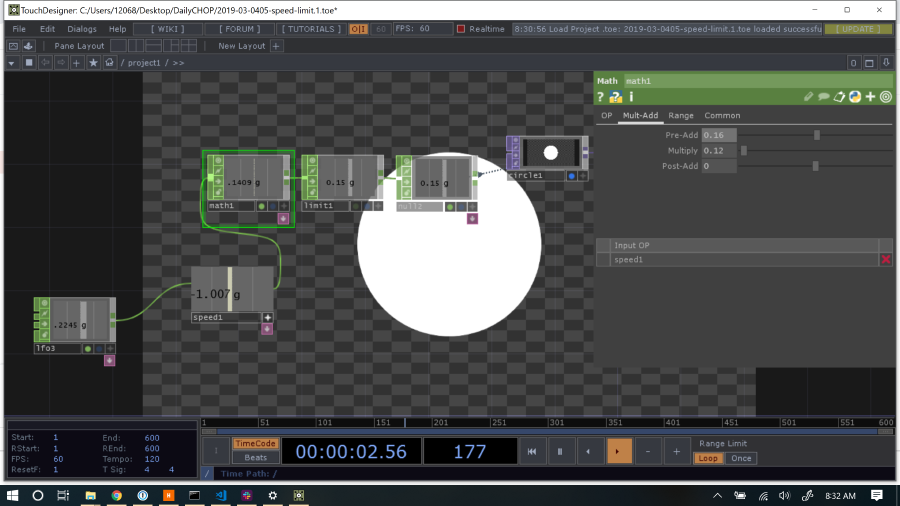 TouchDesigner: C:/Users/12068/Desktop/DailyCHOP/2019-03-0405-speed-limit.1.toe*
File Edit Dialogs Help [ WIKI ] [ FORUM ] [ TUTORIALS ] O|I 60 FPS: 60 Realtime 8:30:56 Load Project .toe: 2019-03-0405-speed-limit.1.toe loaded successfu [ UPDATE ]
Pane Layout New Layout +
/ project1 / >> 0
Math math1
? ? i
OP Mult-Add Range Common
Pre-Add 0.16
Multiply 0.12
Post-Add 0
Input OP
speed1
.1409 g
math1
0.15 g
limit1
0.15 g
null2
circle1
-1.007 g
speed1
.2245 g
lfo3
1 51 101 151 201 251 301 351 401 451 501 551 600
Start: 1 End: 600
RStart: 1 REnd: 600
FPS: 60 Tempo: 120
ResetF: 1 T Sig: 4 4
TimeCode
Beats
00:00:02.56
177
Range Limit
Loop Once
/ Time Path: /
8:32 AM